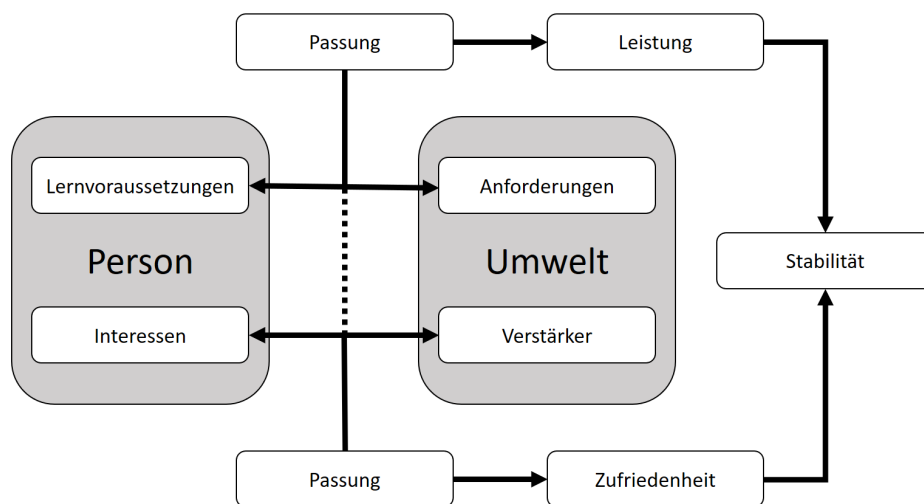 Passung
Leistung
Lernvoraussetzungen
Anforderungen
Person
Umwelt
Stabilität
Interessen
Verstärker
Passung
Zufriedenheit